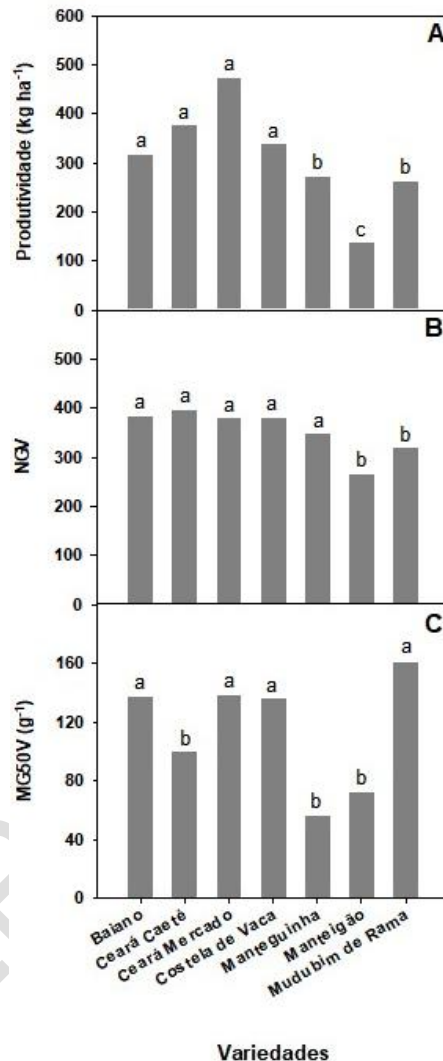 A
Produtividade (kg ha⁻¹)
600
500
400
300
200
100
0
a
a
a
a
b
c
b
B
NGV
500
400
300
200
100
0
a
a
a
a
a
b
b
C
MG50V (g⁻¹)
160
120
80
40
0
a
b
a
a
b
b
a
Baiano
Ceará Caeté
Ceará Mercado
Costela de Vaca
Manteguinha
Manteigão
Mudubim de Rama
Variedades